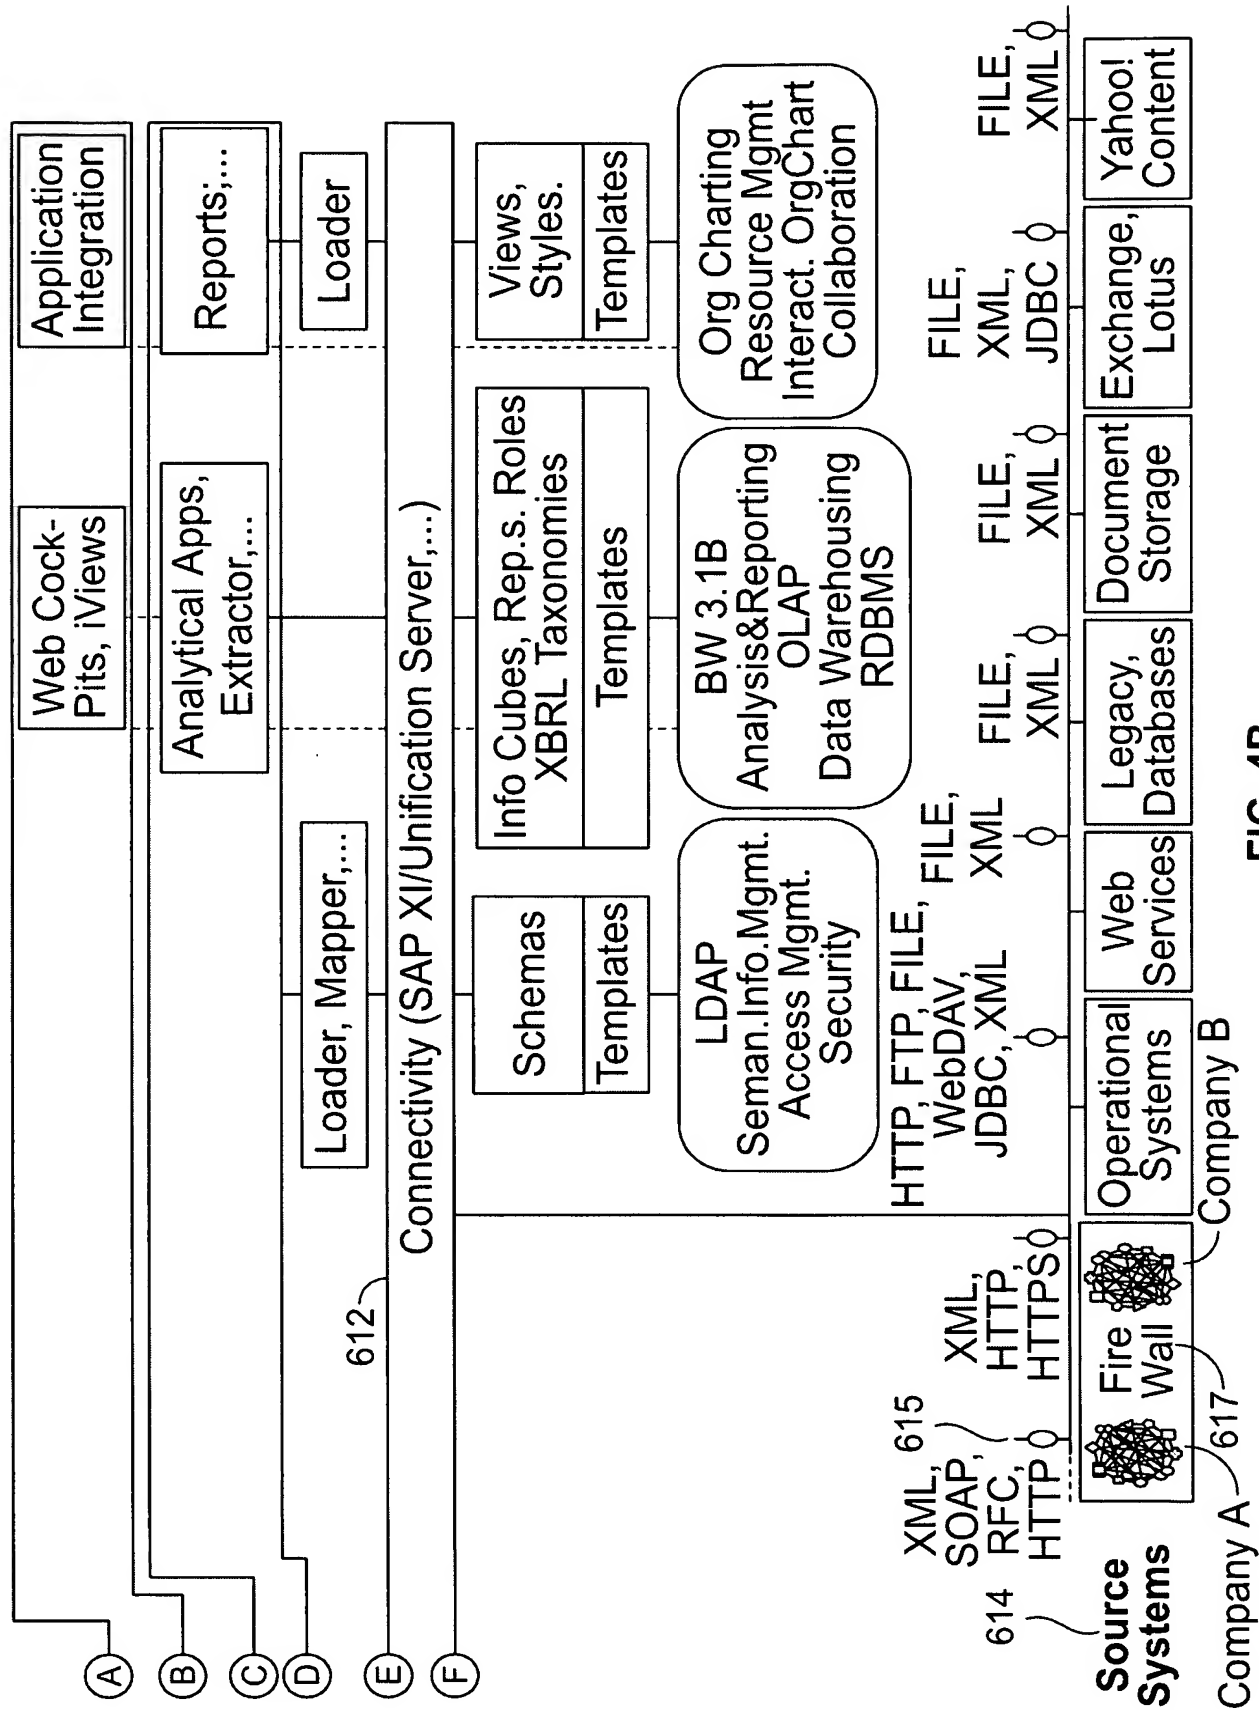 A
B
C
D
E
F
Web Cock-
Pits, iViews
Application
Integration
Analytical Apps,
Extractor,...
Reports;...
Loader, Mapper,...
Loader
612
Connectivity (SAP XI/Unification Server,...)
Schemas
Templates
Info Cubes, Rep.s. Roles
XBRL Taxonomies
Templates
Views,
Styles.
Templates
LDAP
Seman.Info.Mgmt.
Access Mgmt.
Security
BW 3.1B
Analysis&Reporting
OLAP
Data Warehousing
RDBMS
Org Charting
Resource Mgmt
Interact. OrgChart
Collaboration
614
XML,
SOAP,
RFC,
HTTP
615
XML,
HTTP,
HTTPS
HTTP, FTP, FILE,
WebDAV,
JDBC, XML
FILE,
XML
FILE,
XML
FILE,
XML
FILE,
XML,
JDBC
FILE,
XML
Source
Systems
Fire
Wall
Operational
Systems
Web
Services
Legacy,
Databases
Document
Storage
Exchange,
Lotus
Yahoo!
Content
Company A
617
Company B